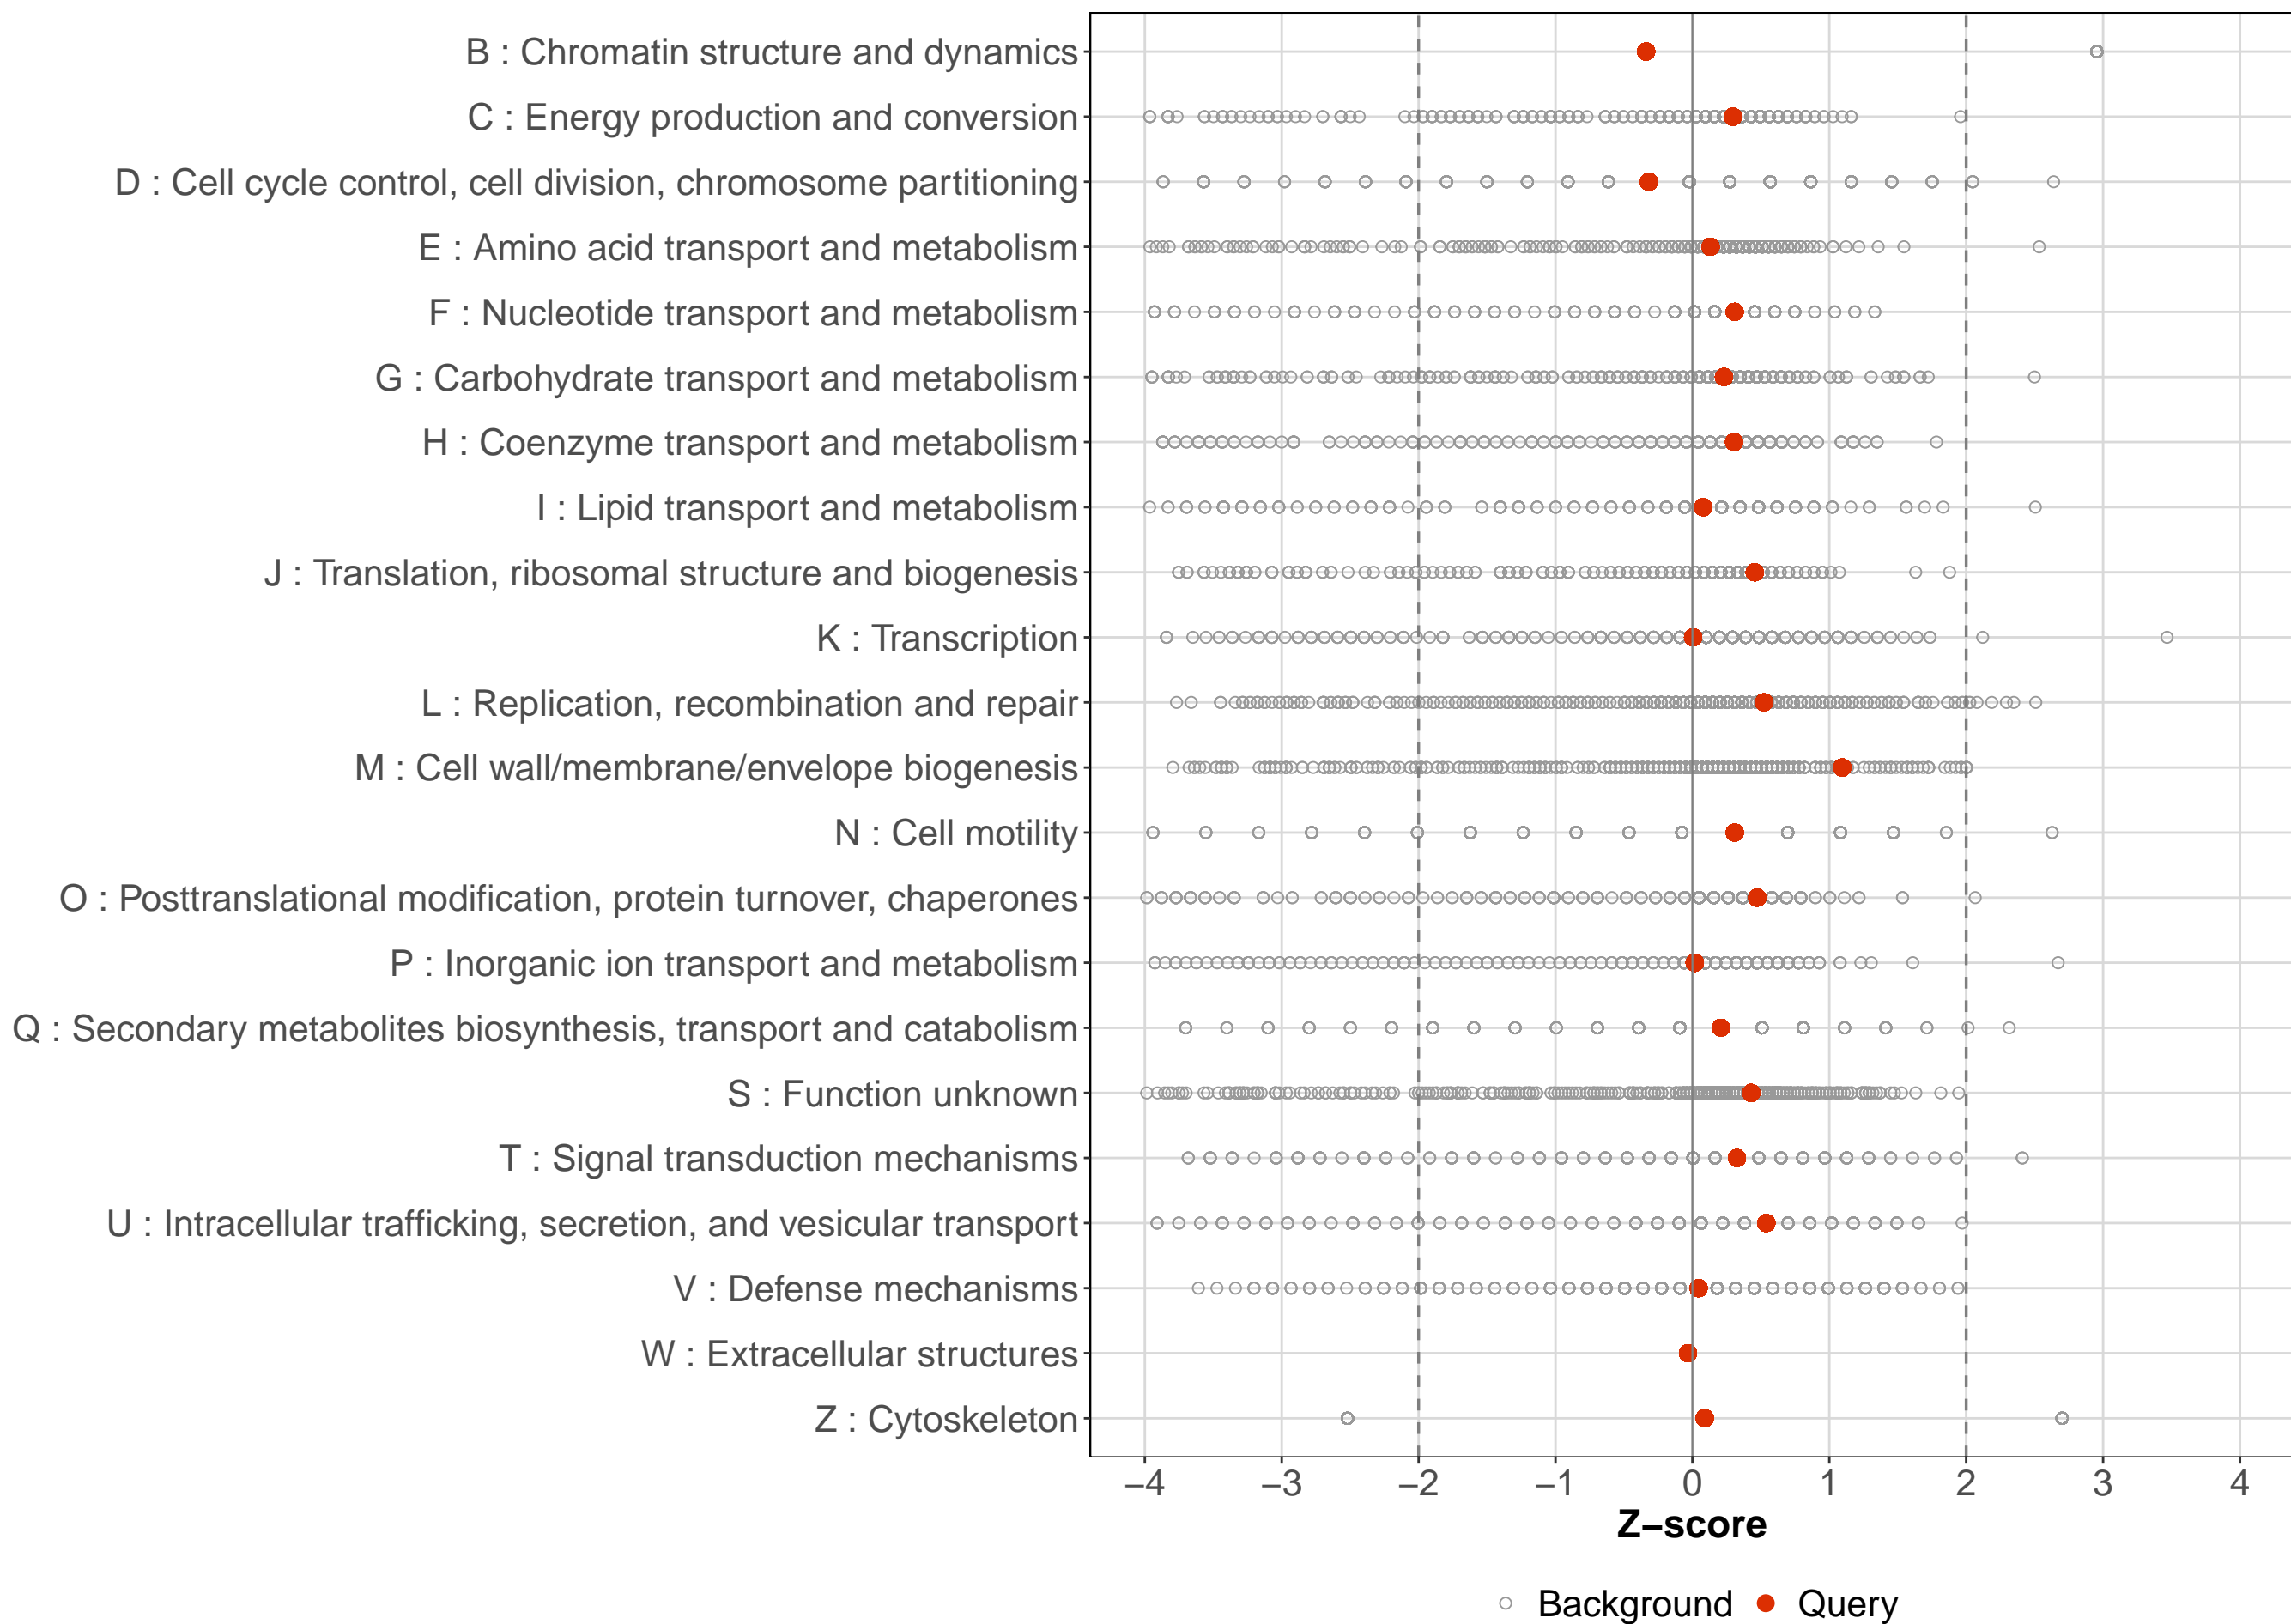 B : Chromatin structure and dynamics
C : Energy production and conversion
D : Cell cycle control, cell division, chromosome partitioning
E : Amino acid transport and metabolism
F : Nucleotide transport and metabolism
G : Carbohydrate transport and metabolism
H : Coenzyme transport and metabolism
I : Lipid transport and metabolism
J : Translation, ribosomal structure and biogenesis
K : Transcription
L : Replication, recombination and repair
M : Cell wall/membrane/envelope biogenesis
N : Cell motility
O : Posttranslational modification, protein turnover, chaperones
P : Inorganic ion transport and metabolism
Q : Secondary metabolites biosynthesis, transport and catabolism
S : Function unknown
T : Signal transduction mechanisms
U : Intracellular trafficking, secretion, and vesicular transport
V : Defense mechanisms
W : Extracellular structures
Z : Cytoskeleton
−4 −3 −2 −1 0 1 2 3 4
Z−score
Background Query